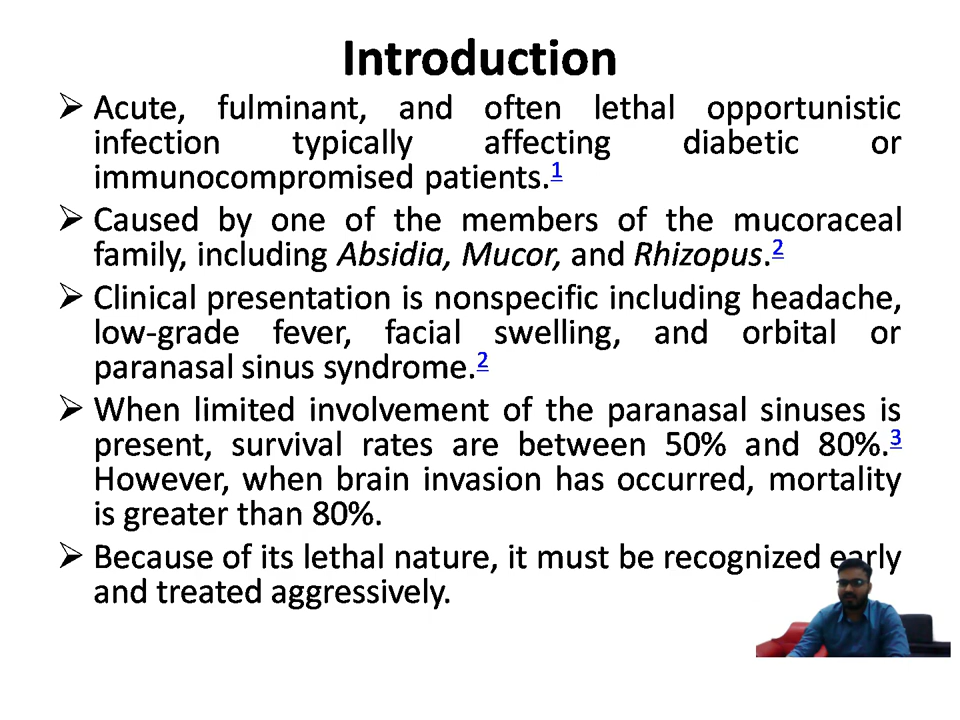 Introduction
➢ Acute, fulminant, and often lethal opportunistic
infection typically affecting diabetic or
immunocompromised patients.1
➢ Caused by one of the members of the mucoraceal
family, including Absidia, Mucor, and Rhizopus.2
➢ Clinical presentation is nonspecific including headache,
low-grade fever, facial swelling, and orbital or
paranasal sinus syndrome.2
➢ When limited involvement of the paranasal sinuses is
present, survival rates are between 50% and 80%.3
However, when brain invasion has occurred, mortality
is greater than 80%.
➢ Because of its lethal nature, it must be recognized early
and treated aggressively.